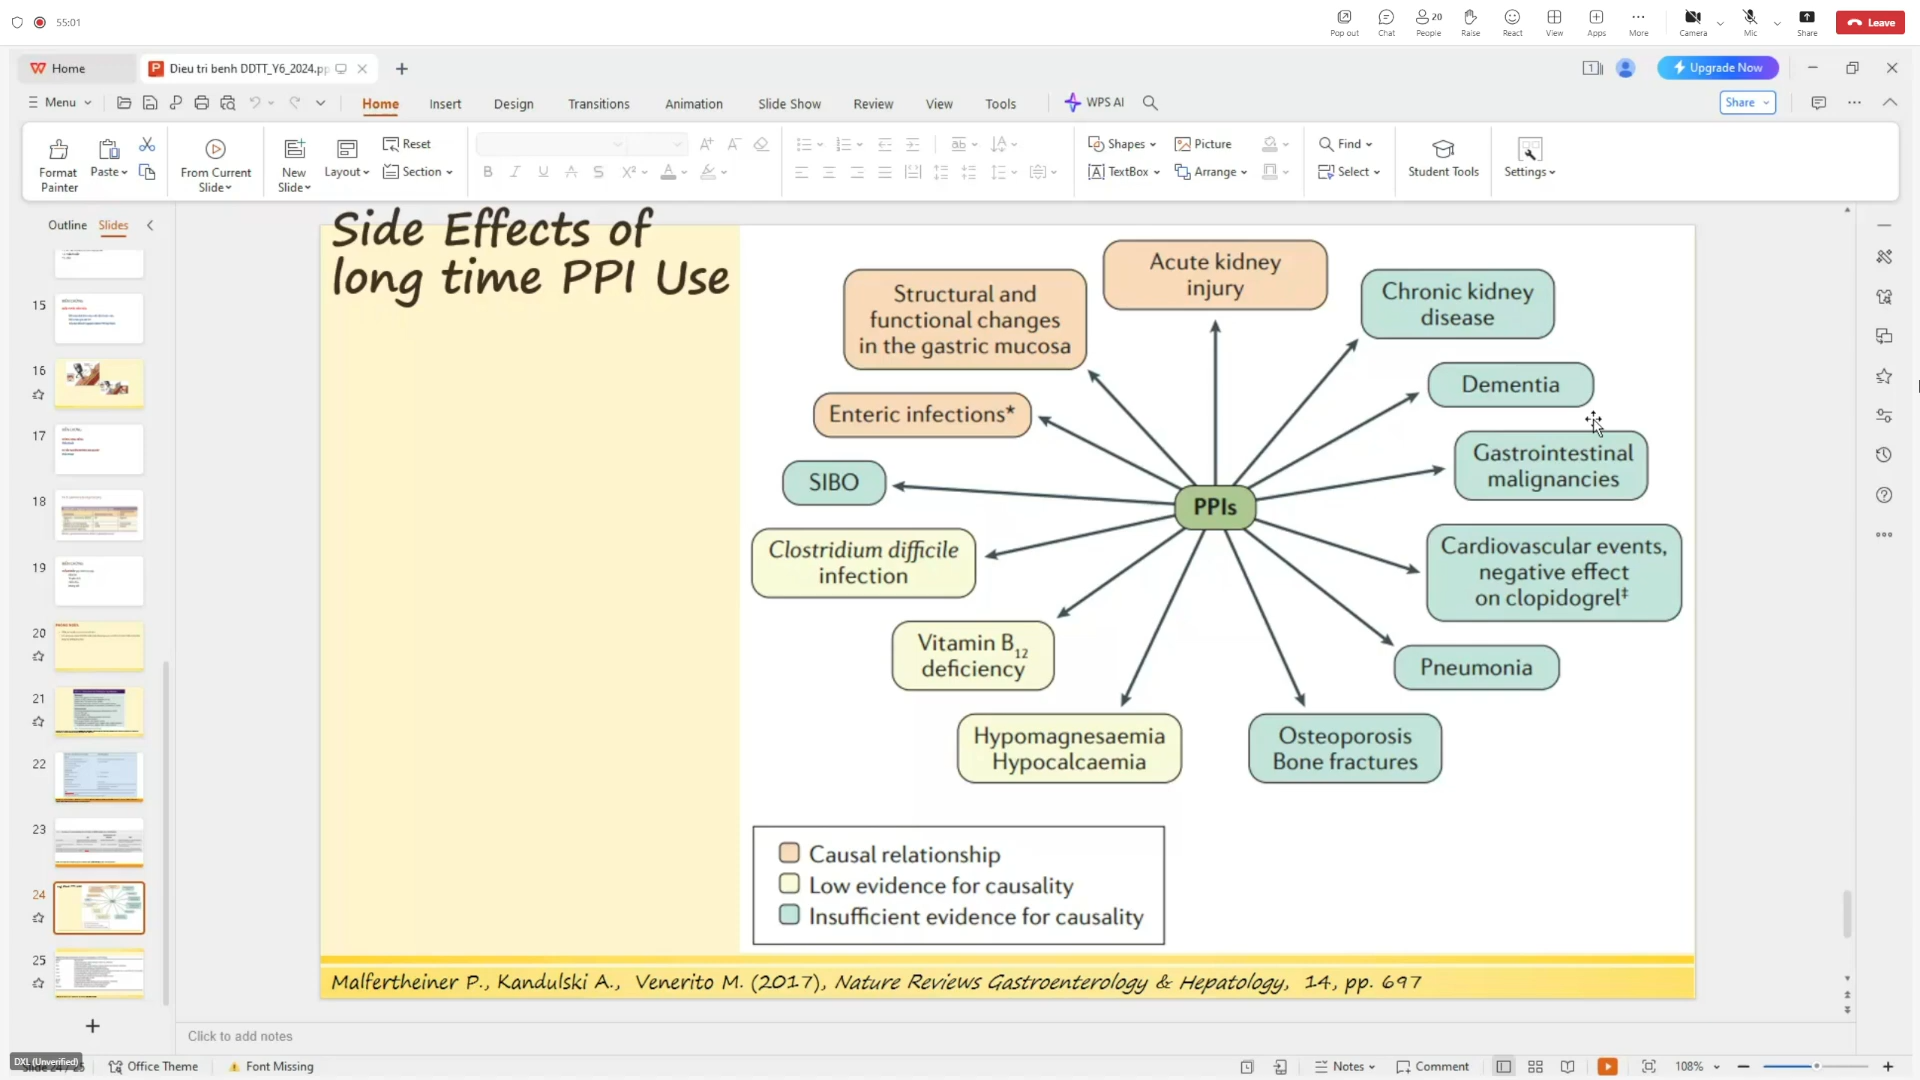 55:01
Pop out
Chat
20
People
Raise
React
View
Apps
More
Camera
Mic
Share
Leave
Home
Dieu tri benh DDTT_Y6_2024.pp
Upgrade Now
Menu
Home
Insert
Design
Transitions
Animation
Slide Show
Review
View
Tools
WPS AI
Share
Format Painter
Paste
From Current Slide
New Slide
Layout
Reset
Section
Shapes
Picture
TextBox
Arrange
Find
Select
Student Tools
Settings
Outline
Slides
15
16
17
18
19
20
21
22
23
24
25
Side Effects of
long time PPI Use
Acute kidney
injury
Structural and
functional changes
in the gastric mucosa
Chronic kidney
disease
Dementia
Enteric infections*
Gastrointestinal
malignancies
SIBO
PPIs
Clostridium difficile
infection
Cardiovascular events,
negative effect
on clopidogrel‡
Vitamin B12
deficiency
Pneumonia
Hypomagnesaemia
Hypocalcaemia
Osteoporosis
Bone fractures
Causal relationship
Low evidence for causality
Insufficient evidence for causality
Malfertheiner P., Kandulski A., Venerito M. (2017), Nature Reviews Gastroenterology & Hepatology, 14, pp. 697
Click to add notes
DXL (Unverified)
Office Theme
Font Missing
Notes
Comment
108%